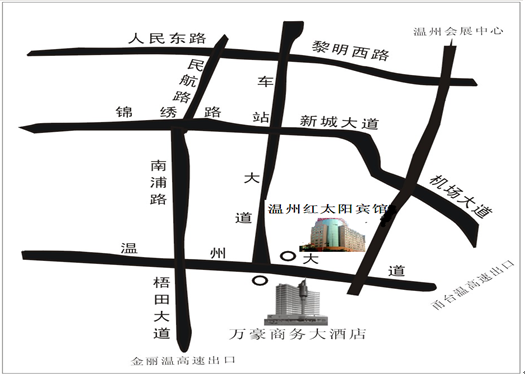 温州会展中心
人民东路
黎明西路
民航路
车站大道
锦绣路
新城大道
南浦路
机场大道
温州红太阳宾馆
温州大道
甬台温高速出口
梧田大道
万豪商务大酒店
金丽温高速出口